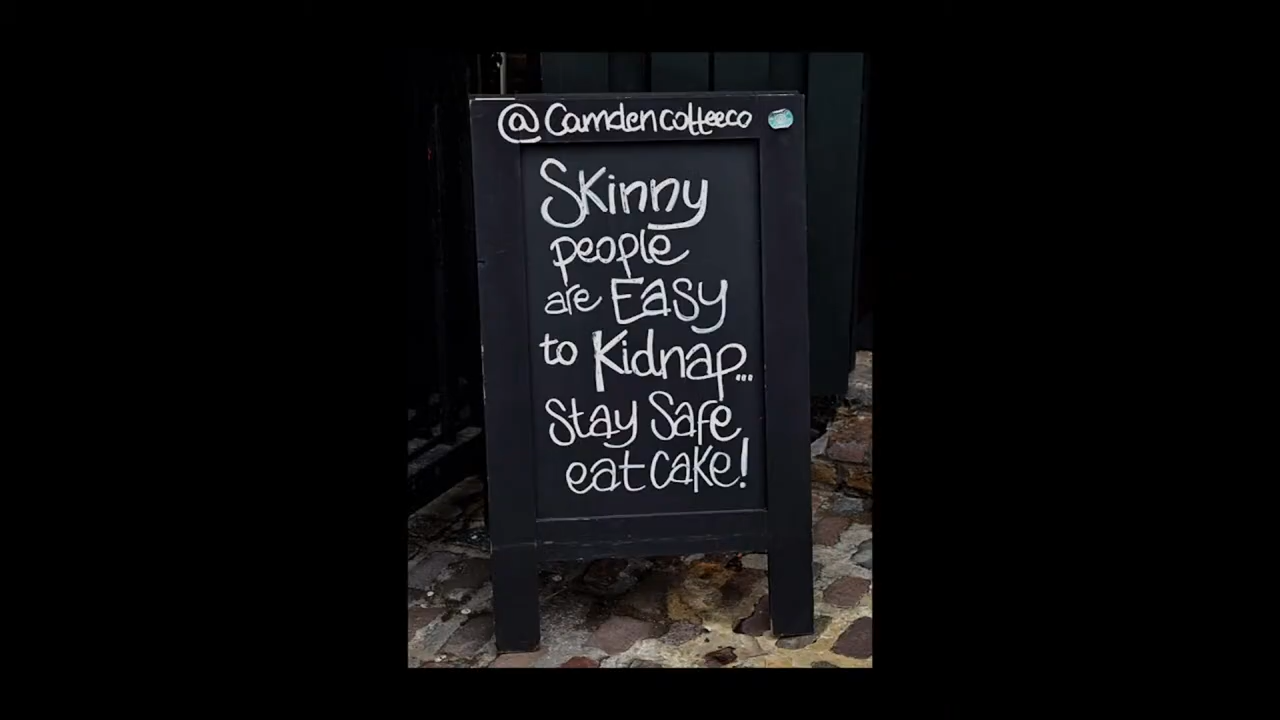 @Camdencoffeeco
Skinny
people
are Easy
to Kidnap...
Stay Safe
eat cake!